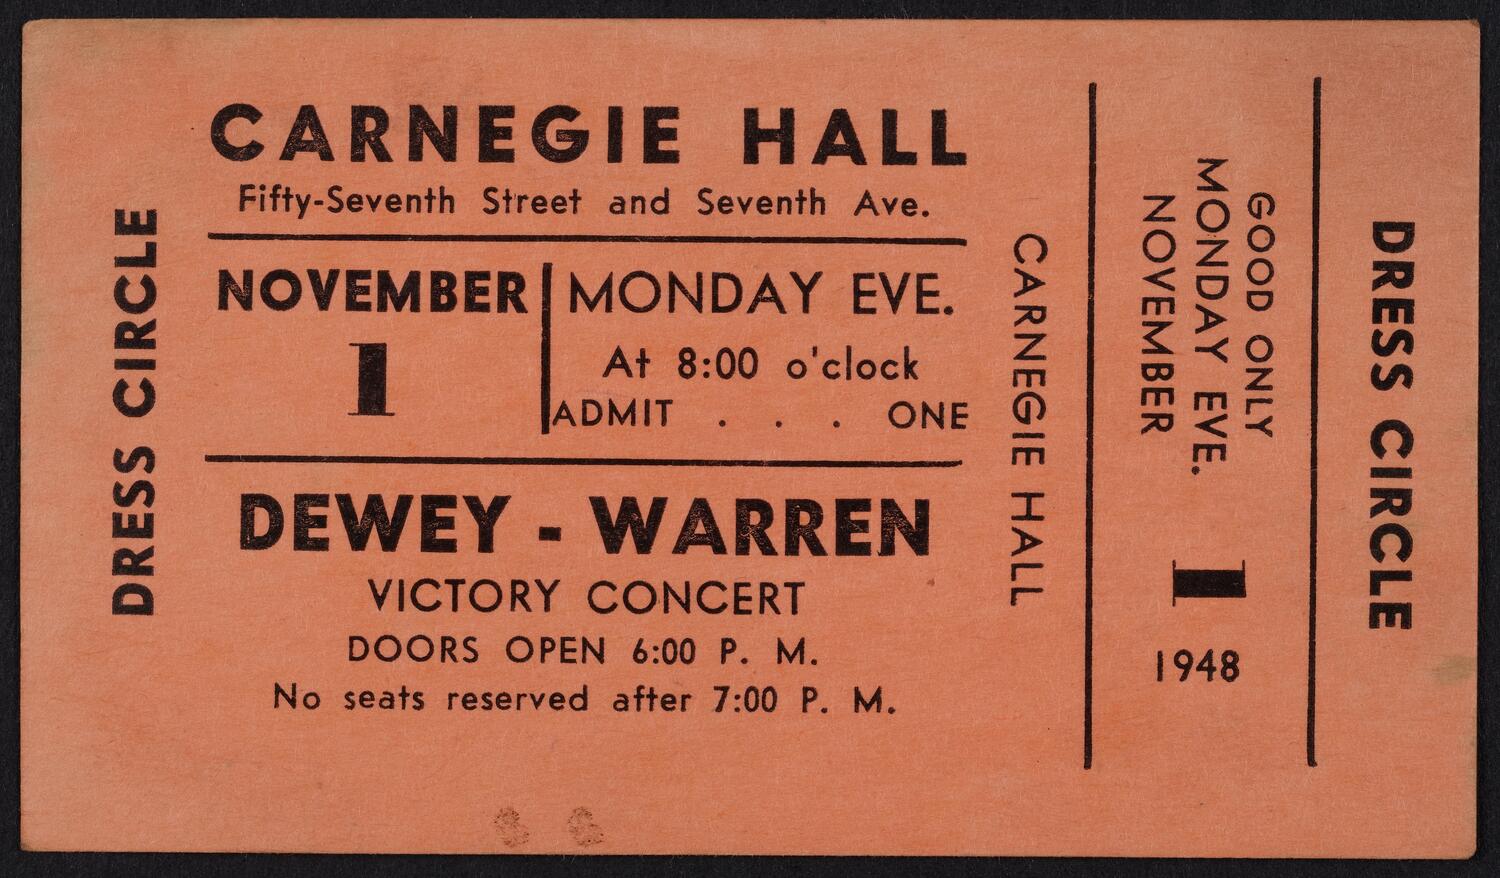 DRESS CIRCLE
CARNEGIE HALL
Fifty-Seventh Street and Seventh Ave.
NOVEMBER
1
MONDAY EVE.
At 8:00 o'clock
ADMIT . . . ONE
DEWEY - WARREN
VICTORY CONCERT
DOORS OPEN 6:00 P. M.
No seats reserved after 7:00 P. M.
CARNEGIE HALL
GOOD ONLY
MONDAY EVE.
NOVEMBER
1
1948
DRESS CIRCLE